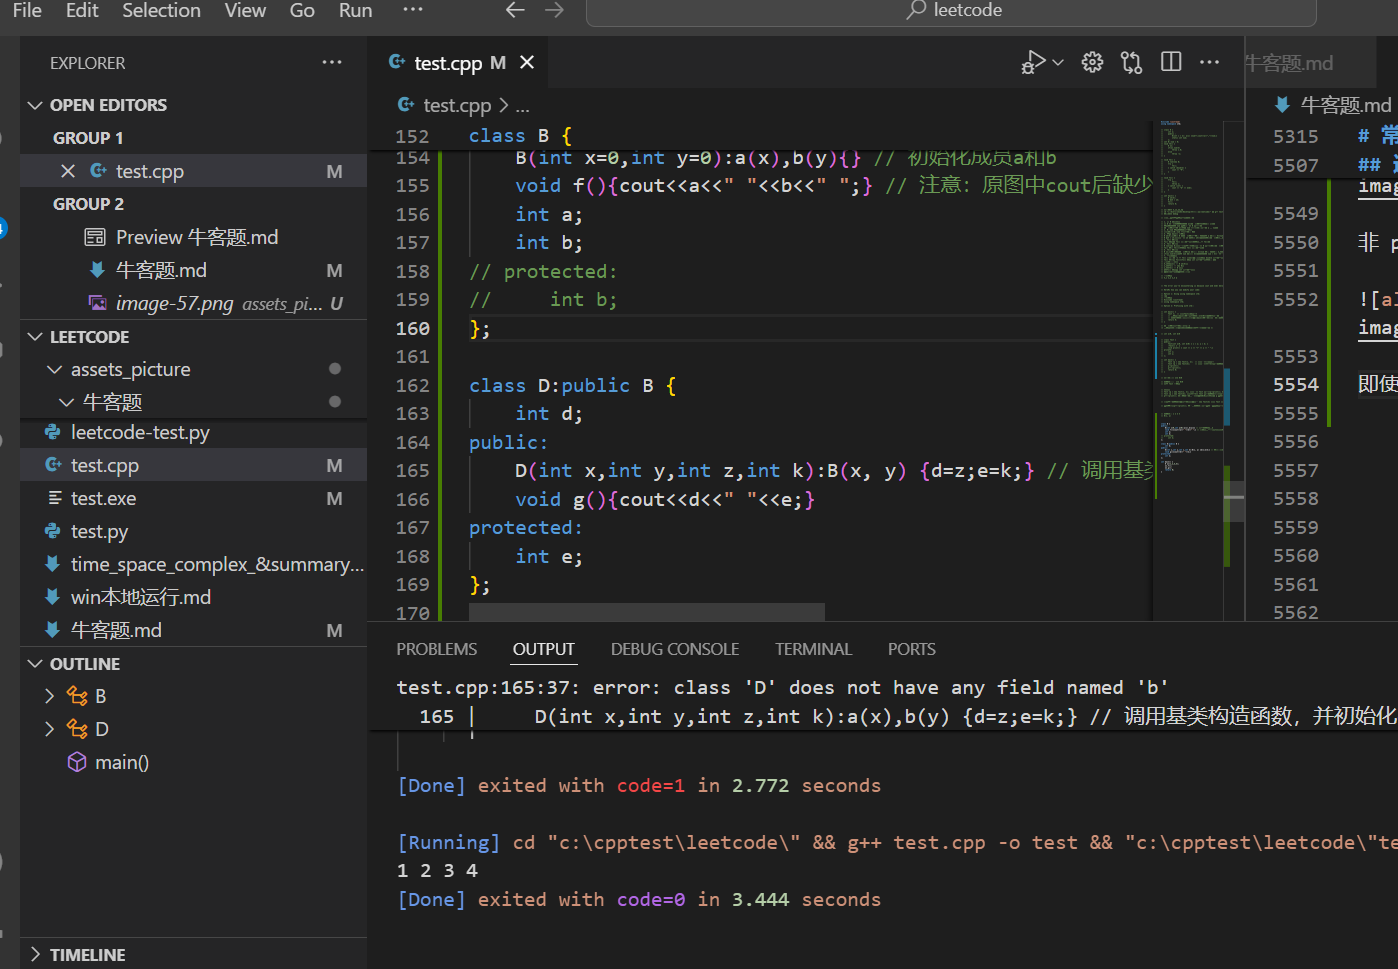 File Edit Selection View Go Run ··· leetcode
EXPLORER ···
OPEN EDITORS
GROUP 1
test.cpp M
GROUP 2
Preview 牛客题.md
牛客题.md M
image-57.png assets_pi... U
LEETCODE
assets_picture
牛客题
leetcode-test.py
test.cpp M
test.exe M
test.py
time_space_complex_&summary...
win本地运行.md
牛客题.md M
OUTLINE
B
D
main()
TIMELINE
test.cpp M
test.cpp > ...
152 class B {
154 B(int x=0,int y=0):a(x),b(y){} // 初始化成员a和b
155 void f(){cout<<a<<" "<<b<<" ";} // 注意：原图中cout后缺少
156 int a;
157 int b;
158 // protected:
159 // int b;
160 };
161
162 class D:public B {
163 int d;
164 public:
165 D(int x,int y,int z,int k):B(x, y) {d=z;e=k;} // 调用基类
166 void g(){cout<<d<<" "<<e;}
167 protected:
168 int e;
169 };
170
牛客题.md
牛客题.md
5315 # 常
5507 ##
imag
5549
5550 非 p
5551
5552 ![al
imag
5553
5554 即使
5555
5556
5557
5558
5559
5560
5561
5562
PROBLEMS OUTPUT DEBUG CONSOLE TERMINAL PORTS
test.cpp:165:37: error: class 'D' does not have any field named 'b'
165 | D(int x,int y,int z,int k):a(x),b(y) {d=z;e=k;} // 调用基类构造函数，并初始化
[Done] exited with code=1 in 2.772 seconds
[Running] cd "c:\cpptest\leetcode\" && g++ test.cpp -o test && "c:\cpptest\leetcode\"te
1 2 3 4
[Done] exited with code=0 in 3.444 seconds